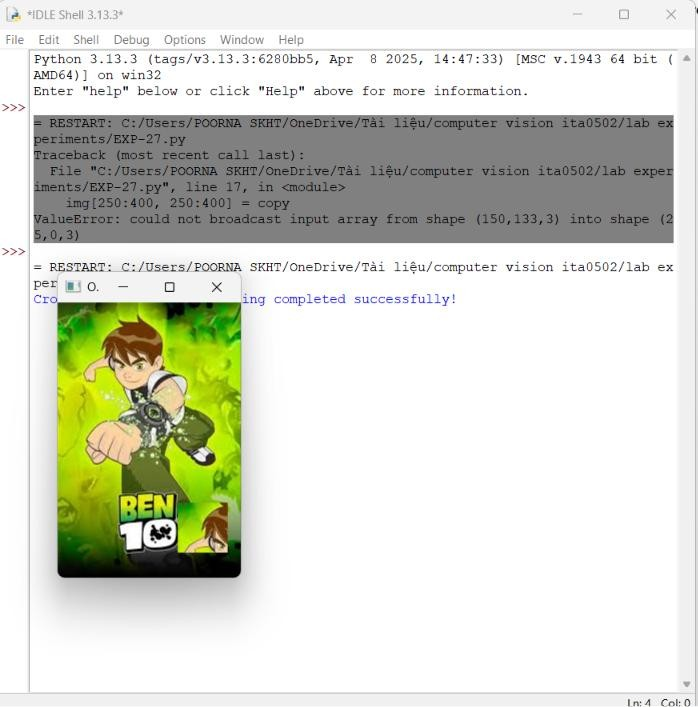 *IDLE Shell 3.13.3*
File Edit Shell Debug Options Window Help
Python 3.13.3 (tags/v3.13.3:6280bb5, Apr  8 2025, 14:47:33) [MSC v.1943 64 bit (
AMD64)] on win32
Enter "help" below or click "Help" above for more information.
>>>
= RESTART: C:/Users/POORNA SKHT/OneDrive/Tài liệu/computer vision ita0502/lab ex
periments/EXP-27.py
Traceback (most recent call last):
  File "C:/Users/POORNA SKHT/OneDrive/Tài liệu/computer vision ita0502/lab exper
iments/EXP-27.py", line 17, in <module>
    img[250:400, 250:400] = copy
ValueError: could not broadcast input array from shape (150,133,3) into shape (2
5,0,3)
>>>
= RESTART: C:/Users/POORNA SKHT/OneDrive/Tài liệu/computer vision ita0502/lab ex
per
O.
Cro
ing completed successfully!
BEN
10
Ln: 4 Col: 0